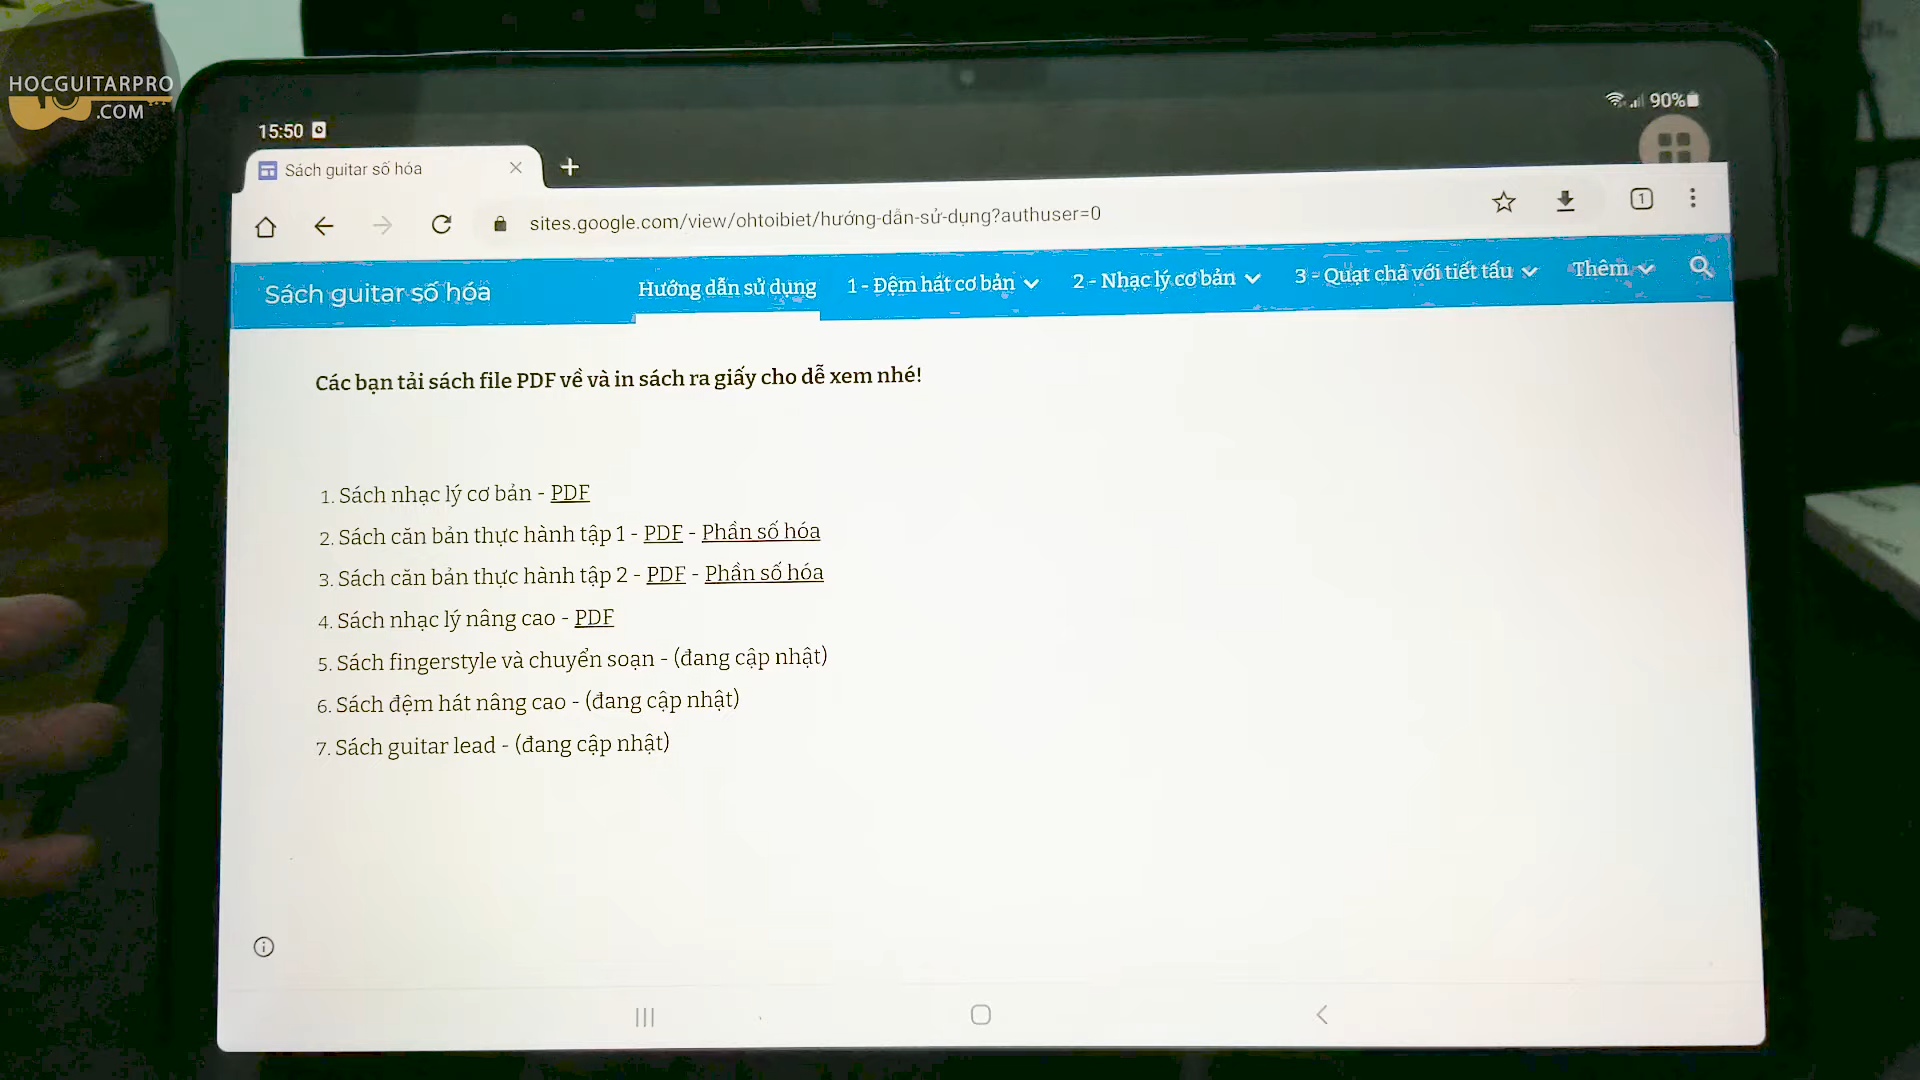 HOCGUITARPRO
.COM
90%
15:50
Sách guitar số hóa
sites.google.com/view/ohtoibiet/hướng-dẫn-sử-dụng?authuser=0
1
Sách guitar số hóa
Hướng dẫn sử dụng
1 - Đệm hát cơ bản
2 - Nhạc lý cơ bản
3 - Quạt chả với tiết tấu
Thêm
Các bạn tải sách file PDF về và in sách ra giấy cho dễ xem nhé!
1. Sách nhạc lý cơ bản - PDF
2. Sách căn bản thực hành tập 1 - PDF - Phần số hóa
3. Sách căn bản thực hành tập 2 - PDF - Phần số hóa
4. Sách nhạc lý nâng cao - PDF
5. Sách fingerstyle và chuyển soạn - (đang cập nhật)
6. Sách đệm hát nâng cao - (đang cập nhật)
7. Sách guitar lead - (đang cập nhật)